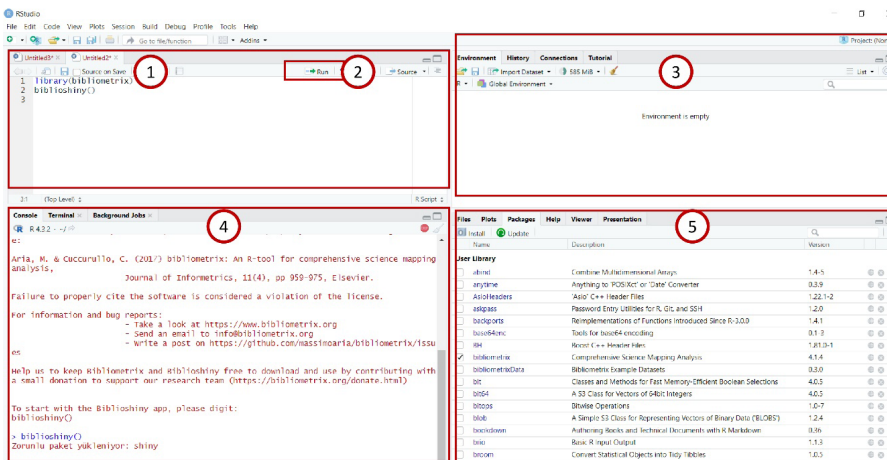 RStudio
File Edit Code View Plots Session Build Debug Profile Tools Help
Go to file/function Addins
Project: (Non
Untitled3* Untitled2*
Source on Save Run Source
1 library(bibliometrix)
2 biblioshiny()
3
1
2
3:1 (Top Level) R Script
Environment History Connections Tutorial
Import Dataset 585 MiB List
R Global Environment
3
Environment is empty
Console Terminal Background Jobs
R 4.3.2 · ~/
4
e:
Aria, M. & Cuccurullo, C. (2017) bibliometrix: An R-tool for comprehensive science mapping
analysis,
Journal of Informetrics, 11(4), pp 959-975, Elsevier.
Failure to properly cite the software is considered a violation of the license.
For information and bug reports:
- Take a look at https://www.bibliometrix.org
- Send an email to info@bibliometrix.org
- Write a post on https://github.com/massimoaria/bibliometrix/issu
es
Help us to keep Bibliometrix and Biblioshiny free to download and use by contributing with
a small donation to support our research team (https://bibliometrix.org/donate.html)
To start with the Biblioshiny app, please digit:
biblioshiny()
> biblioshiny()
Zorunlu paket yükleniyor: shiny
Files Plots Packages Help Viewer Presentation
Install Update
5
Name Description Version
User Library
abind Combine Multidimensional Arrays 1.4-5
anytime Anything to 'POSIXct' or 'Date' Converter 0.3.9
AsioHeaders 'Asio' C++ Header Files 1.22.1-2
askpass Password Entry Utilities for R, Git, and SSH 1.2.0
backports Reimplementations of Functions Introduced Since R-3.0.0 1.4.1
base64enc Tools for base64 encoding 0.1-3
BH Boost C++ Header Files 1.81.0-1
bibliometrix Comprehensive Science Mapping Analysis 4.1.4
bibliometrixData Bibliometrix Example Datasets 0.3.0
bit Classes and Methods for Fast Memory-Efficient Boolean Selections 4.0.5
bit64 A S3 Class for Vectors of 64bit Integers 4.0.5
bitops Bitwise Operations 1.0-7
blob A Simple S3 Class for Representing Vectors of Binary Data ('BLOBS') 1.2.4
bookdown Authoring Books and Technical Documents with R Markdown 0.36
brio Basic R Input Output 1.1.3
broom Convert Statistical Objects into Tidy Tibbles 1.0.5